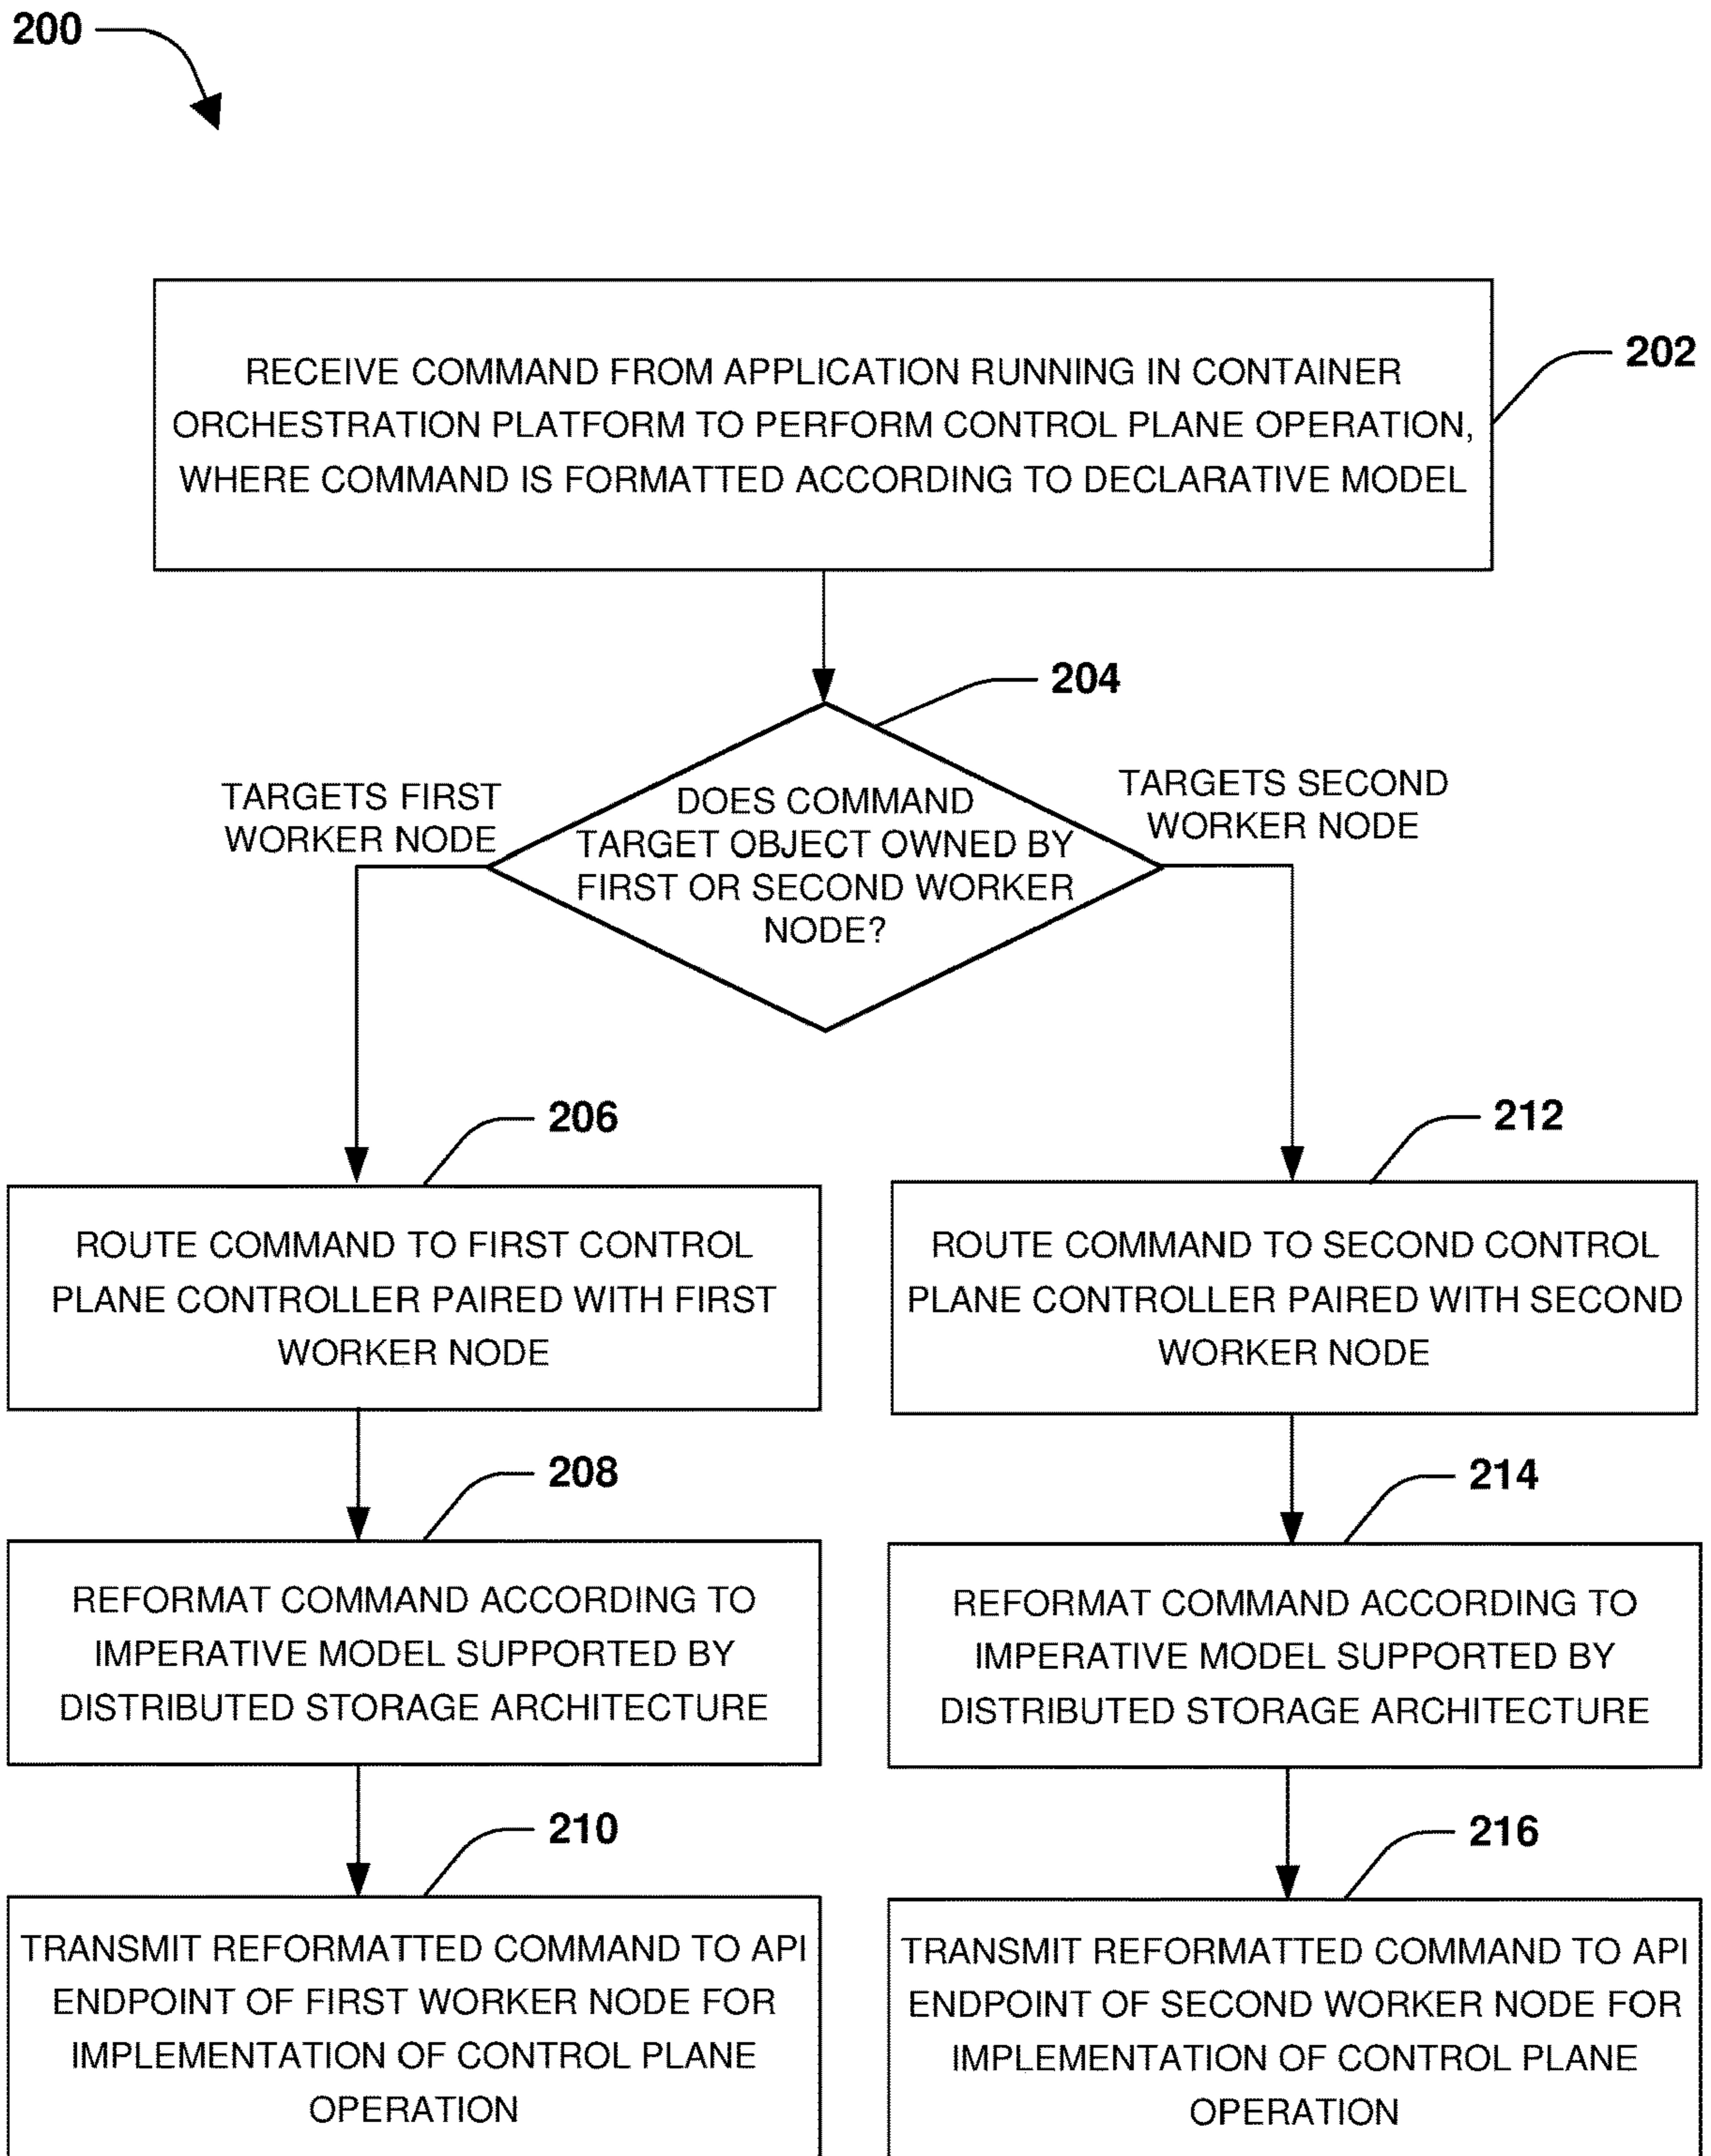 200
RECEIVE COMMAND FROM APPLICATION RUNNING IN CONTAINER
ORCHESTRATION PLATFORM TO PERFORM CONTROL PLANE OPERATION,
WHERE COMMAND IS FORMATTED ACCORDING TO DECLARATIVE MODEL
202
204
DOES COMMAND
TARGET OBJECT OWNED BY
FIRST OR SECOND WORKER
NODE?
TARGETS FIRST
WORKER NODE
TARGETS SECOND
WORKER NODE
206
ROUTE COMMAND TO FIRST CONTROL
PLANE CONTROLLER PAIRED WITH FIRST
WORKER NODE
208
REFORMAT COMMAND ACCORDING TO
IMPERATIVE MODEL SUPPORTED BY
DISTRIBUTED STORAGE ARCHITECTURE
210
TRANSMIT REFORMATTED COMMAND TO API
ENDPOINT OF FIRST WORKER NODE FOR
IMPLEMENTATION OF CONTROL PLANE
OPERATION
212
ROUTE COMMAND TO SECOND CONTROL
PLANE CONTROLLER PAIRED WITH SECOND
WORKER NODE
214
REFORMAT COMMAND ACCORDING TO
IMPERATIVE MODEL SUPPORTED BY
DISTRIBUTED STORAGE ARCHITECTURE
216
TRANSMIT REFORMATTED COMMAND TO API
ENDPOINT OF SECOND WORKER NODE FOR
IMPLEMENTATION OF CONTROL PLANE
OPERATION